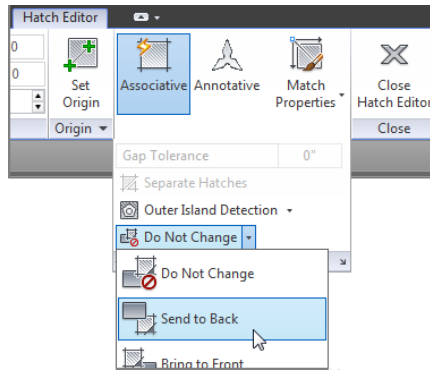 Hatch Editor
0
0
Set
Origin
Associative
Annotative
Match
Properties
Close
Hatch Editor
Origin
Close
Gap Tolerance
0"
Separate Hatches
Outer Island Detection
Do Not Change
Do Not Change
Send to Back
Bring to Front